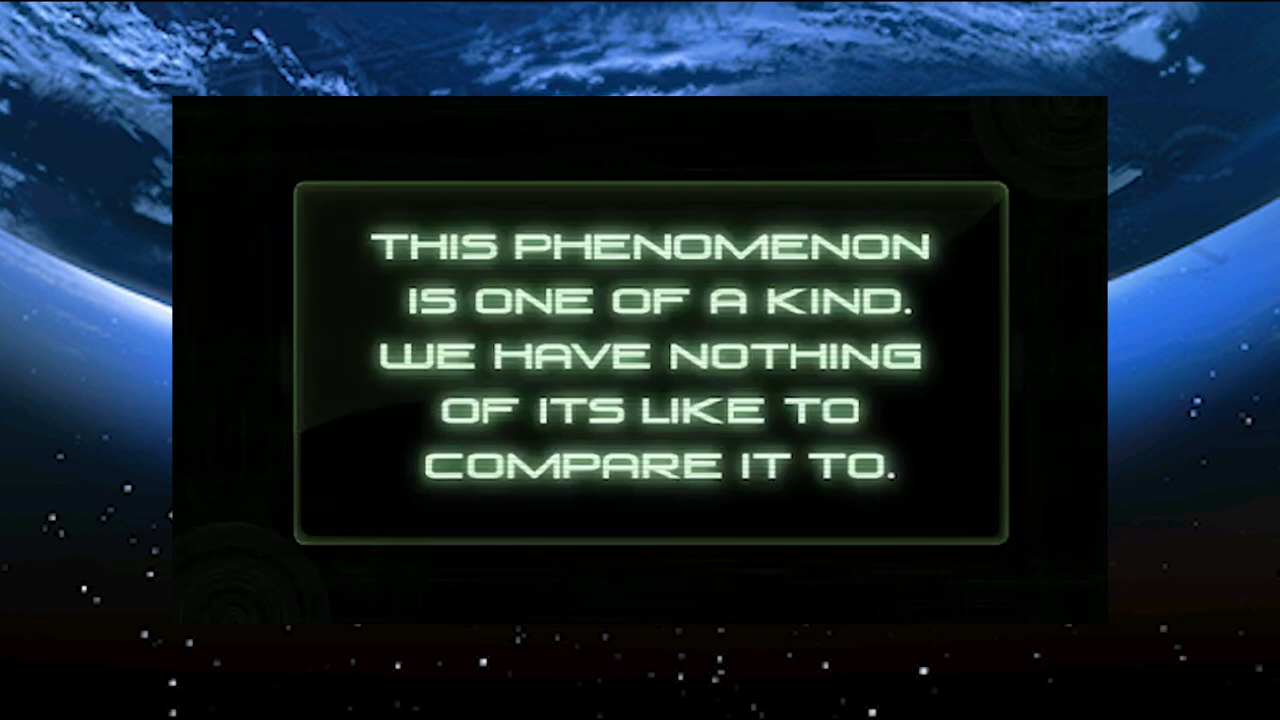 THIS PHENOMENON
IS ONE OF A KIND.
WE HAVE NOTHING
OF ITS LIKE TO
COMPARE IT TO.